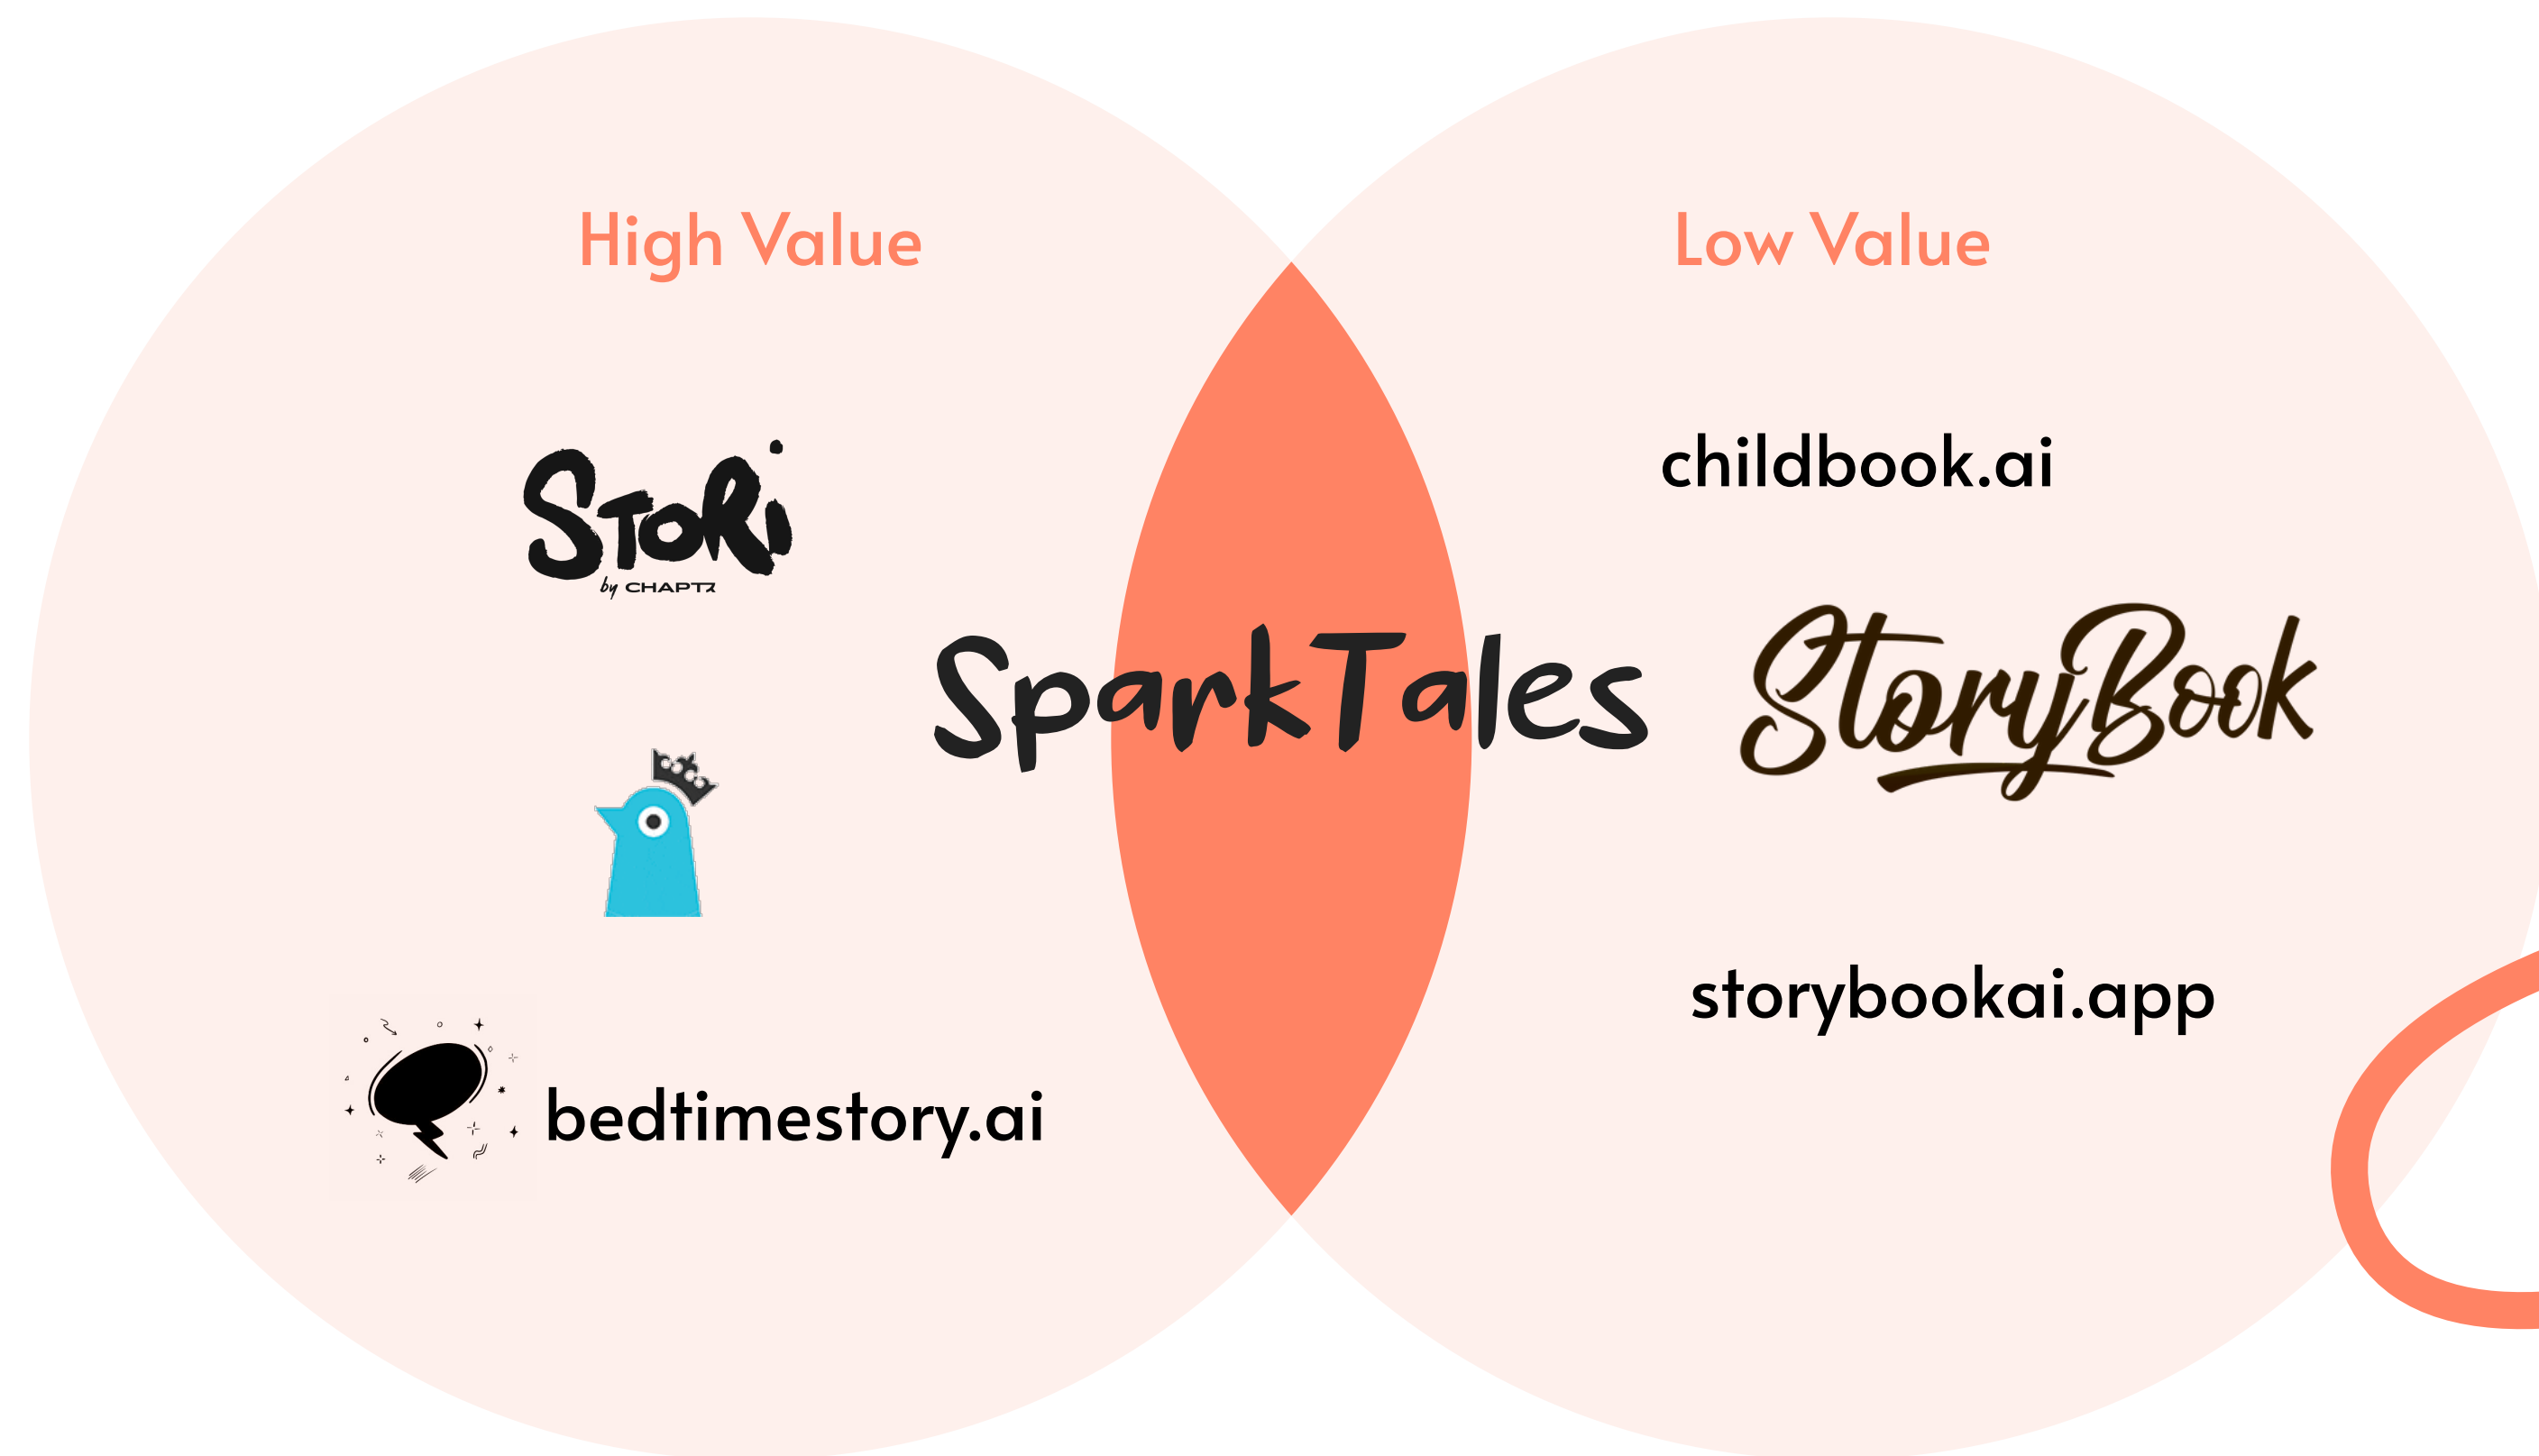 High Value
Low Value
STORi
by CHAPTR
childbook.ai
SparkTales
StoryBook
storybookai.app
bedtimestory.ai